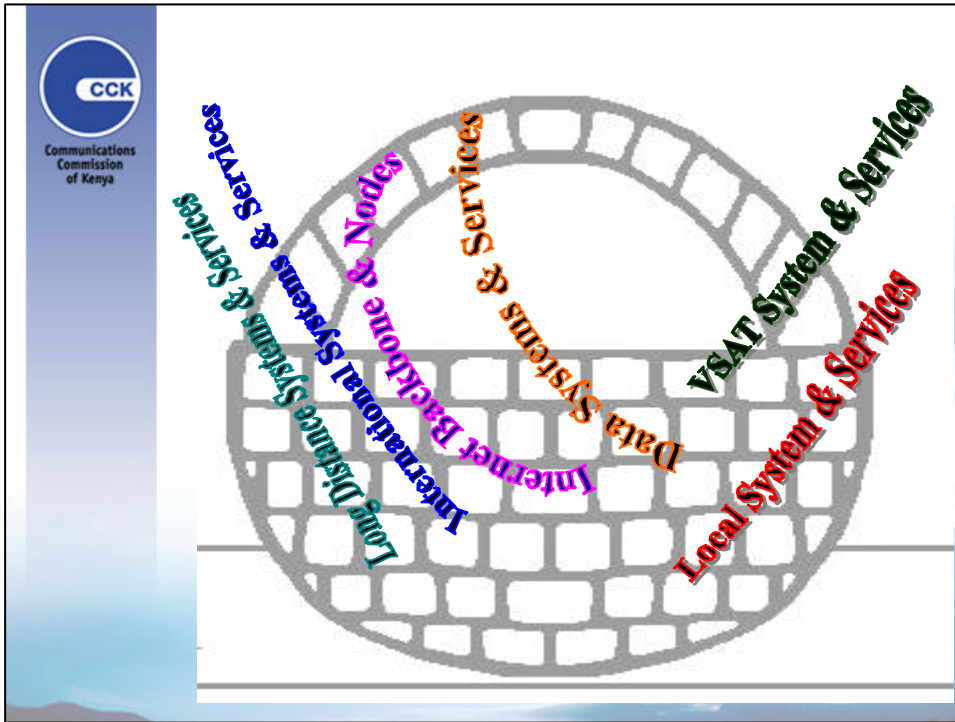 CCK
Communications
Commission
of Kenya
Long Distance Systems & Services
International Systems & Services
Internet Backbone & Nodes
Data Systems & Services
VSAT System & Services
Local System & Services